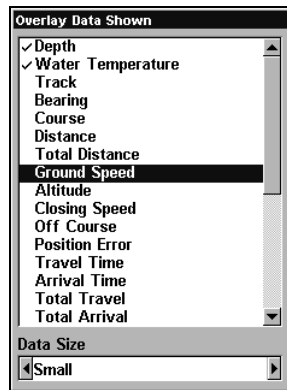 Overlay Data Shown
✓Depth
✓Water Temperature
Track
Bearing
Course
Distance
Total Distance
Ground Speed
Altitude
Closing Speed
Off Course
Position Error
Travel Time
Arrival Time
Total Travel
Total Arrival
Data Size
Small